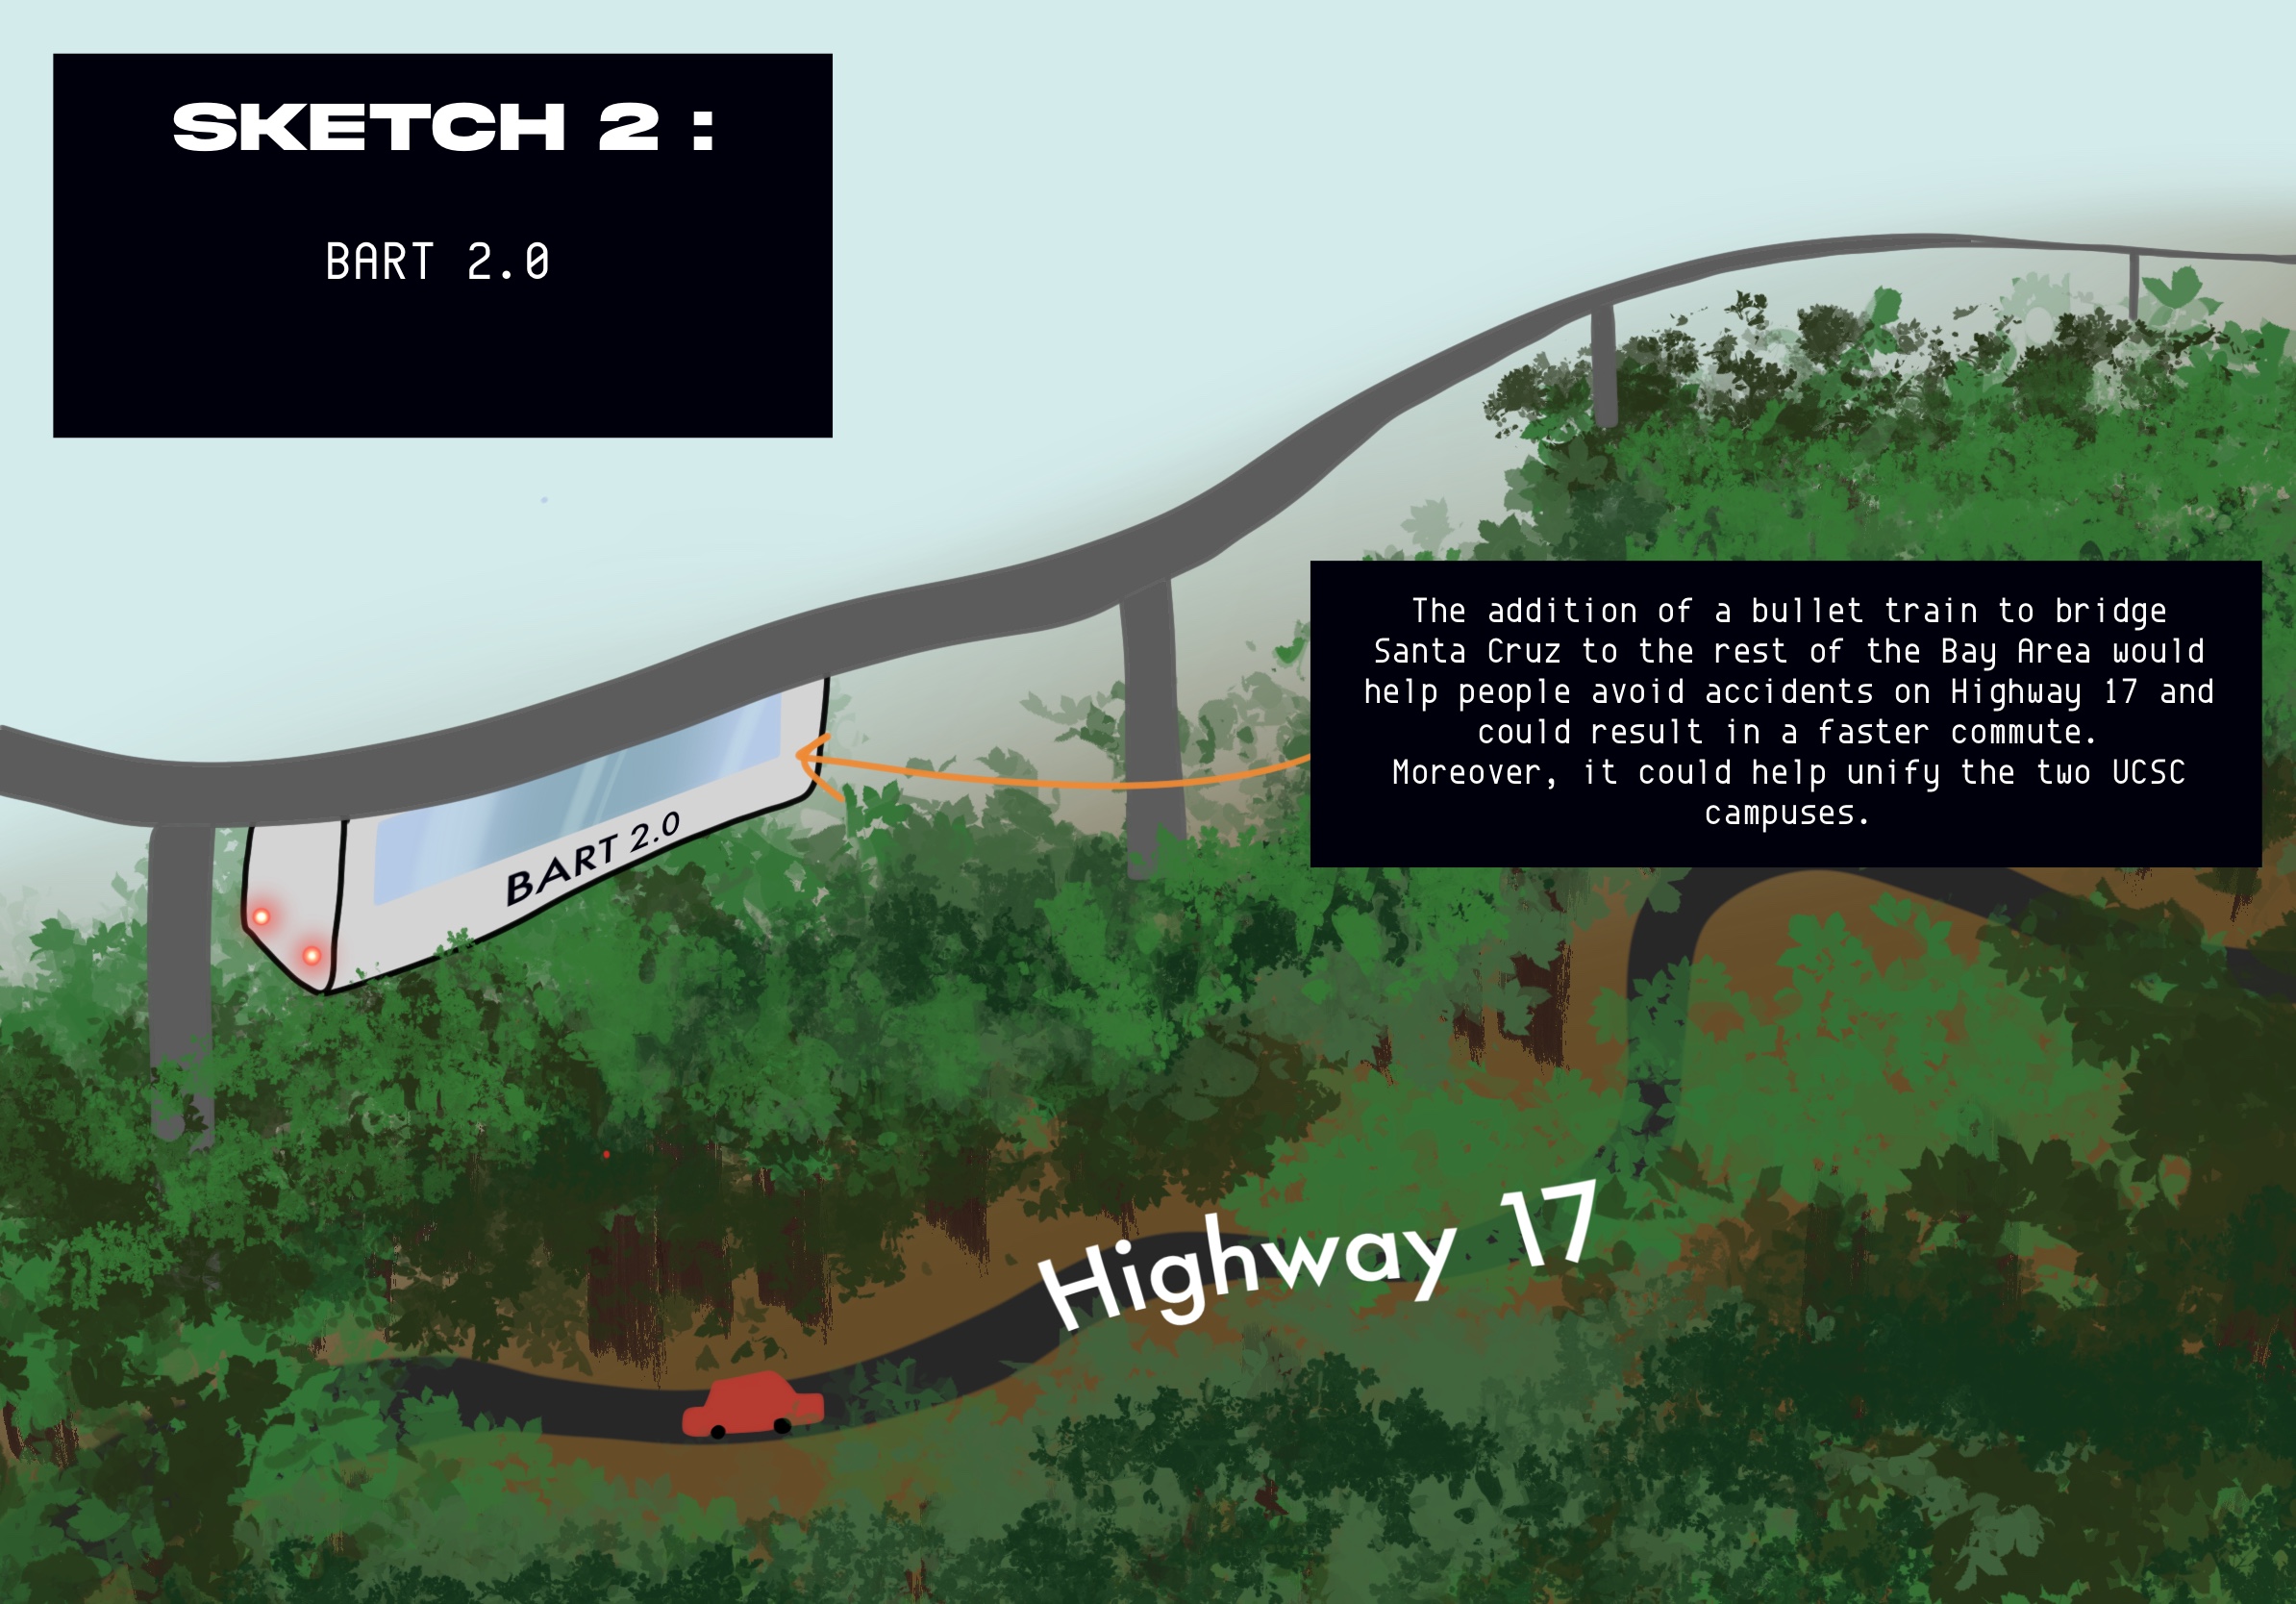 SKETCH 2 :
BART 2.0
The addition of a bullet train to bridge
Santa Cruz to the rest of the Bay Area would
help people avoid accidents on Highway 17 and
could result in a faster commute.
Moreover, it could help unify the two UCSC
campuses.
BART 2.0
Highway 17